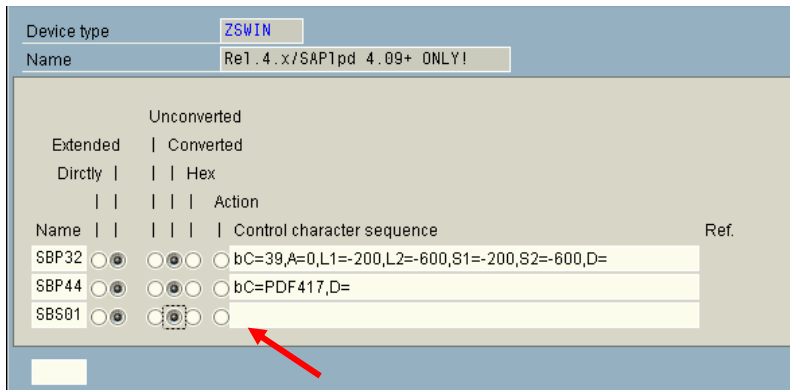 Device type ZSWIN
Name Rel.4.x/SAPlpd 4.09+ ONLY!
Unconverted
Extended | Converted
Dirctly | | | Hex
| | | | | Action
Name | | | | | | Control character sequence Ref.
SBP32 bC=39,A=0,L1=-200,L2=-600,S1=-200,S2=-600,D=
SBP44 bC=PDF417,D=
SBS01